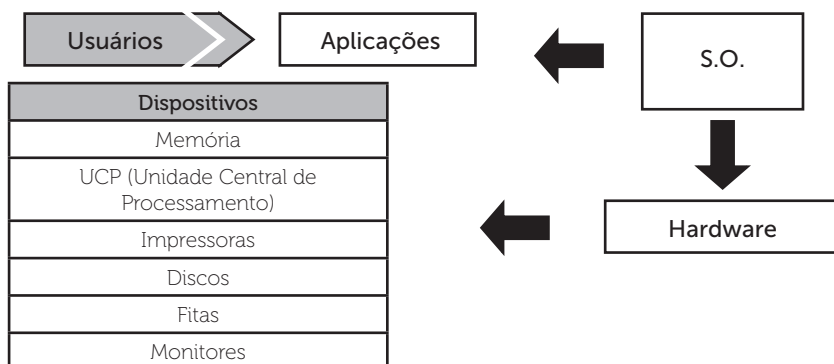 Usuários
Aplicações
S.O.
Dispositivos
Memória
UCP (Unidade Central de
Processamento)
Impressoras
Hardware
Discos
Fitas
Monitores